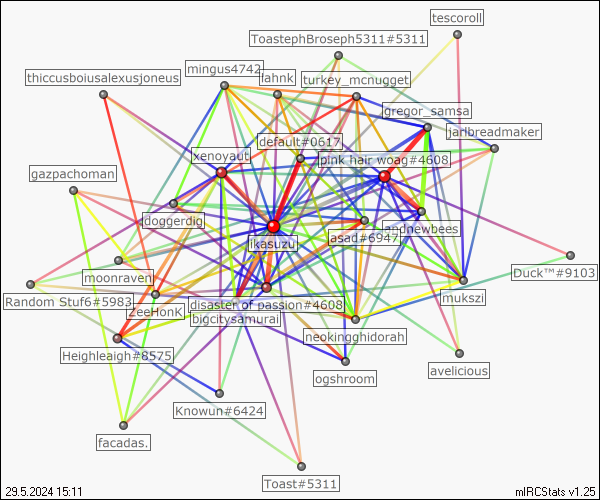 tescoroll
ToastephBroseph5311#5311
thiccusboiusalexusjoneus
mingus4742
lahnk
turkey_mcnugget
gregor_samsa
jarlbreadmaker
default#0617
xenoyaut
pink hair woag#4608
gazpachoman
doggerdig
asad#6947
andnewbees
ikasuzu
moonraven
Duck™#9103
mukszi
Random Stuf6#5983
ZeeHonK
disaster of passion#4608
bigcitysamurai
neokingghidorah
Heighleaigh#8575
ogshroom
avelicious
Knowun#6424
facadas.
Toast#5311
29.5.2024 15:11
mIRCStats v1.25